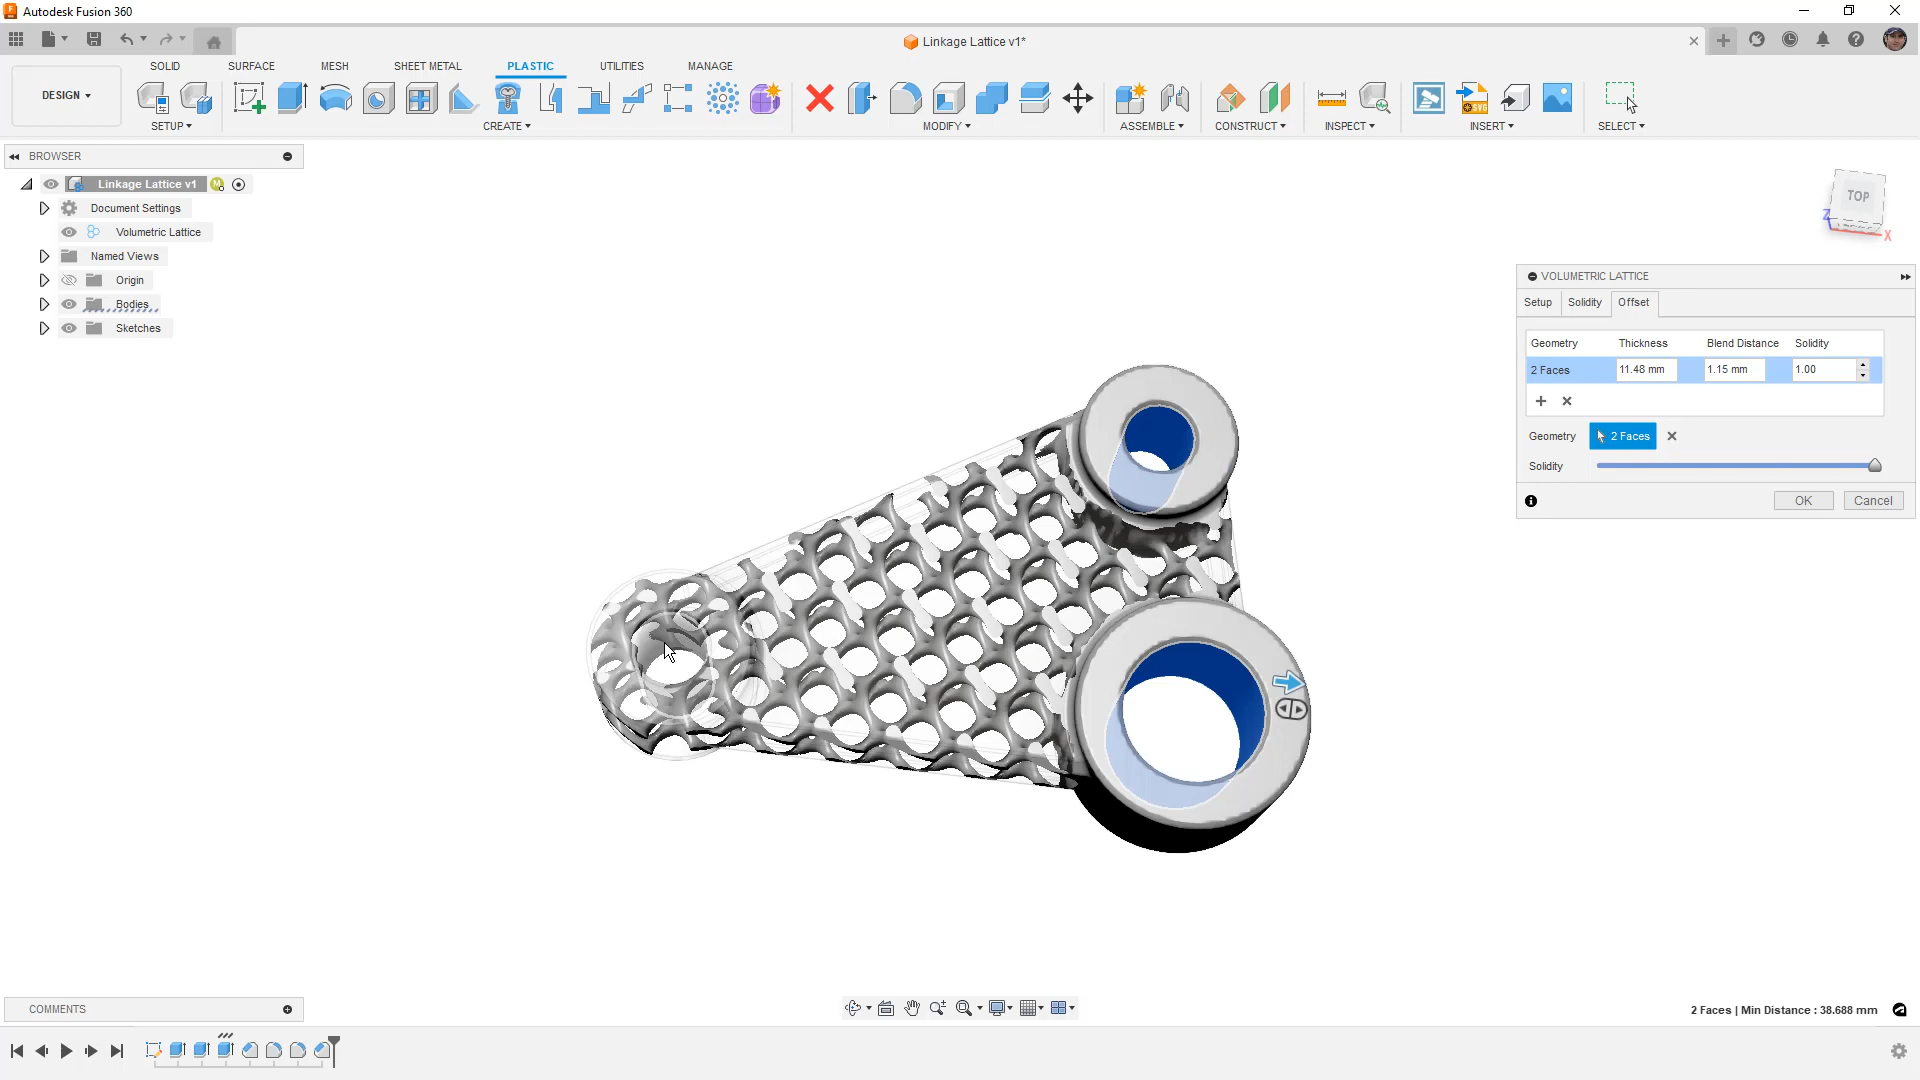 Autodesk Fusion 360
Linkage Lattice v1*
SOLID SURFACE MESH SHEET METAL PLASTIC UTILITIES MANAGE
DESIGN
SETUP CREATE MODIFY ASSEMBLE CONSTRUCT INSPECT INSERT SELECT
BROWSER
Linkage Lattice v1
Document Settings
Volumetric Lattice
Named Views
Origin
Bodies
Sketches
TOP
Z
X
VOLUMETRIC LATTICE
Setup Solidity Offset
Geometry Thickness Blend Distance Solidity
2 Faces 11.48 mm 1.15 mm 1.00
Geometry 2 Faces
Solidity
OK Cancel
COMMENTS
2 Faces | Min Distance : 38.688 mm